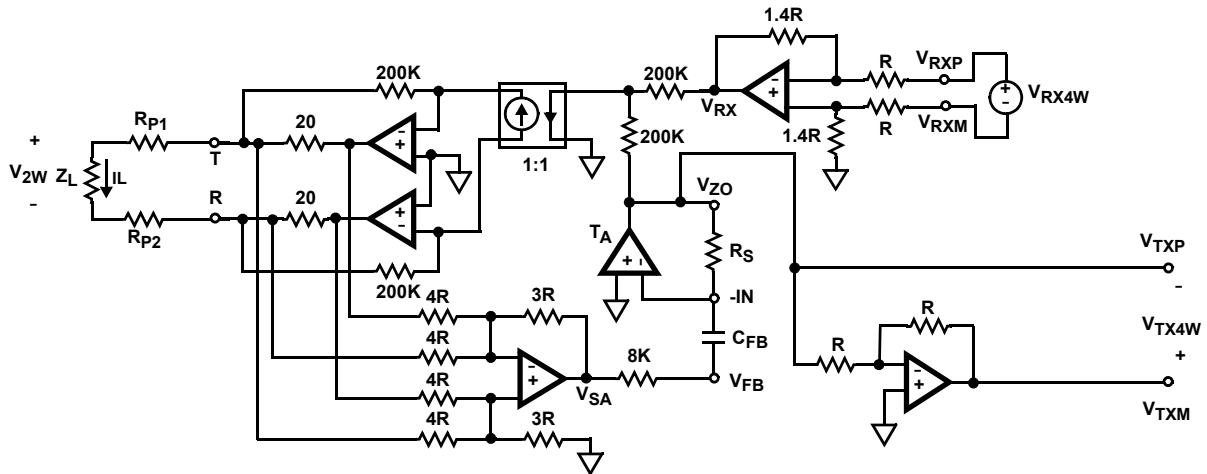 1.4R
200K
200K
R
V_RXP
V_RX
V_RXM
V_RX4W
+
-
+
-
R
1.4R
200K
1:1
R_P1
T
20
-
+
+
V_2W
-
Z_L
IL
R
20
+
-
R_P2
200K
V_ZO
T_A
+
-
R_S
-IN
C_FB
V_FB
4R
3R
4R
-
+
V_SA
8K
4R
4R
3R
V_TXP
-
V_TX4W
+
V_TXM
R
R
-
+